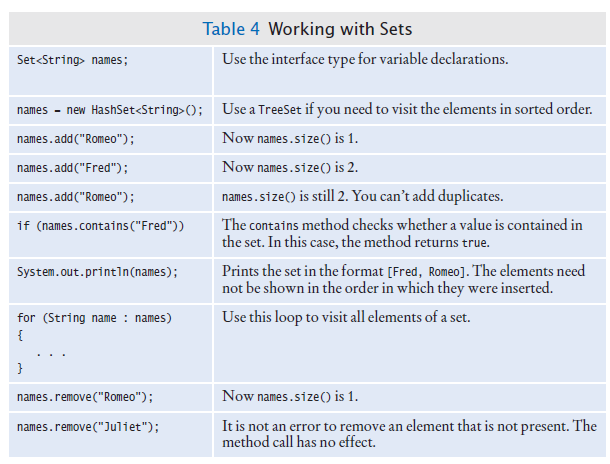 Table 4 Working with Sets
Set<String> names;
Use the interface type for variable declarations.
names = new HashSet<String>();
Use a TreeSet if you need to visit the elements in sorted order.
names.add("Romeo");
Now names.size() is 1.
names.add("Fred");
Now names.size() is 2.
names.add("Romeo");
names.size() is still 2. You can’t add duplicates.
if (names.contains("Fred"))
The contains method checks whether a value is contained in
the set. In this case, the method returns true.
System.out.println(names);
Prints the set in the format [Fred, Romeo]. The elements need
not be shown in the order in which they were inserted.
for (String name : names)
{
. . .
}
Use this loop to visit all elements of a set.
names.remove("Romeo");
Now names.size() is 1.
names.remove("Juliet");
It is not an error to remove an element that is not present. The
method call has no effect.